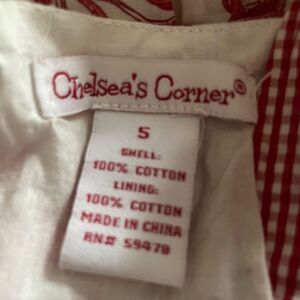 Chelsea's Corner®
5
SHELL:
100% COTTON
LINING:
100% COTTON
MADE IN CHINA
RN# 59478